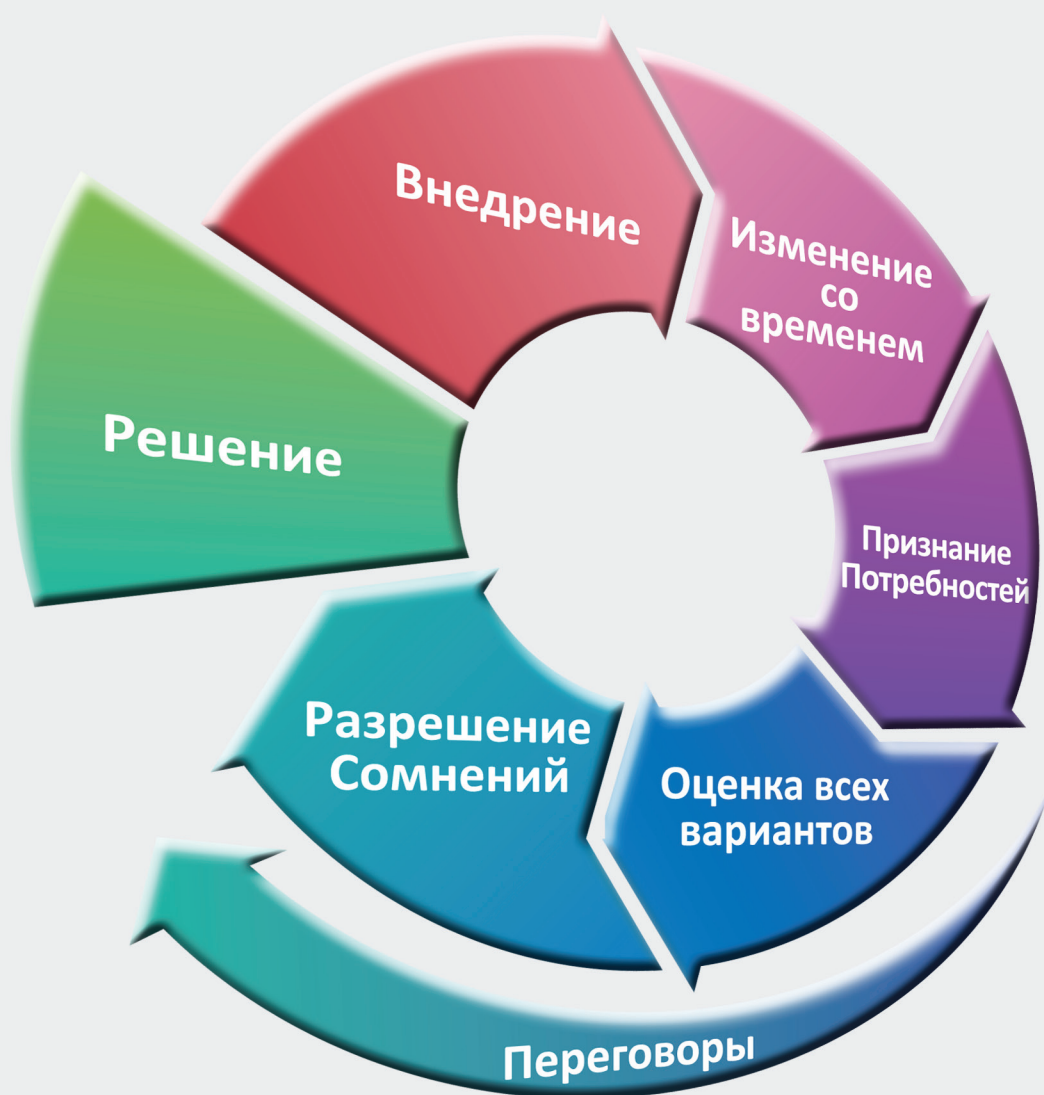 Внедрение
Изменение
со
временем
Признание
Потребностей
Оценка всех
вариантов
Разрешение
Сомнений
Решение
Переговоры